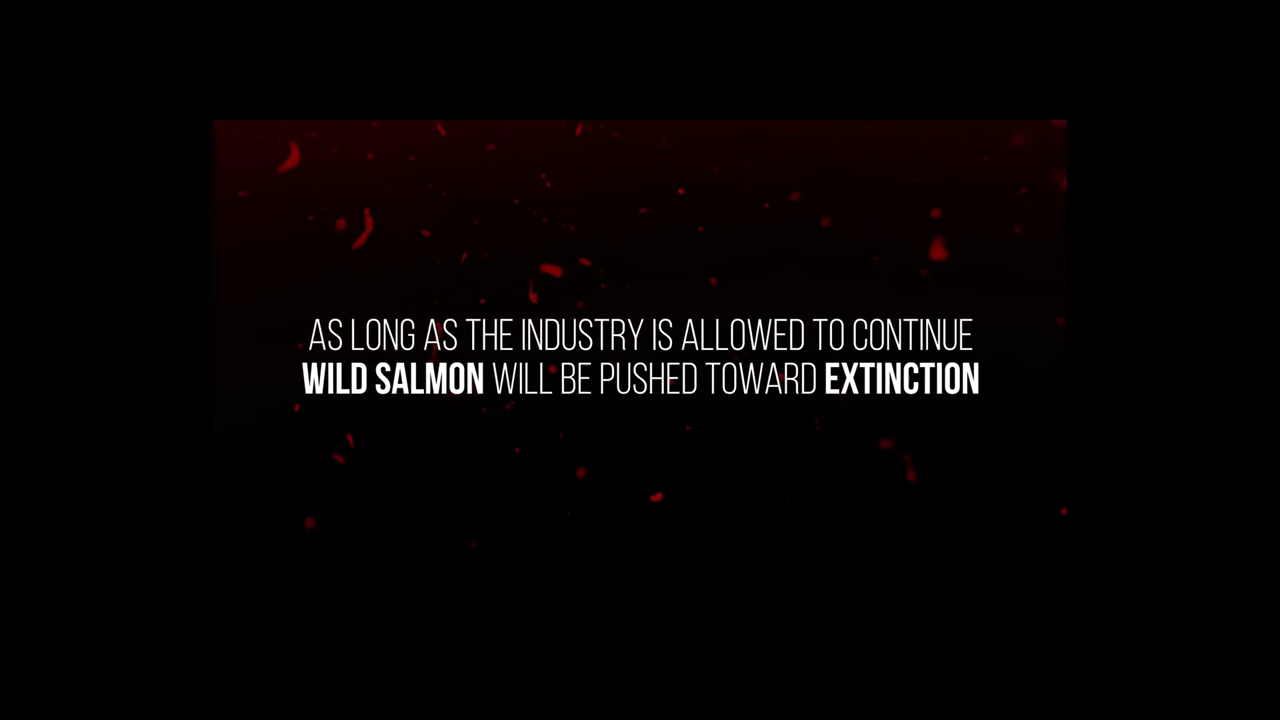 AS LONG AS THE INDUSTRY IS ALLOWED TO CONTINUE
WILD SALMON WILL BE PUSHED TOWARD EXTINCTION